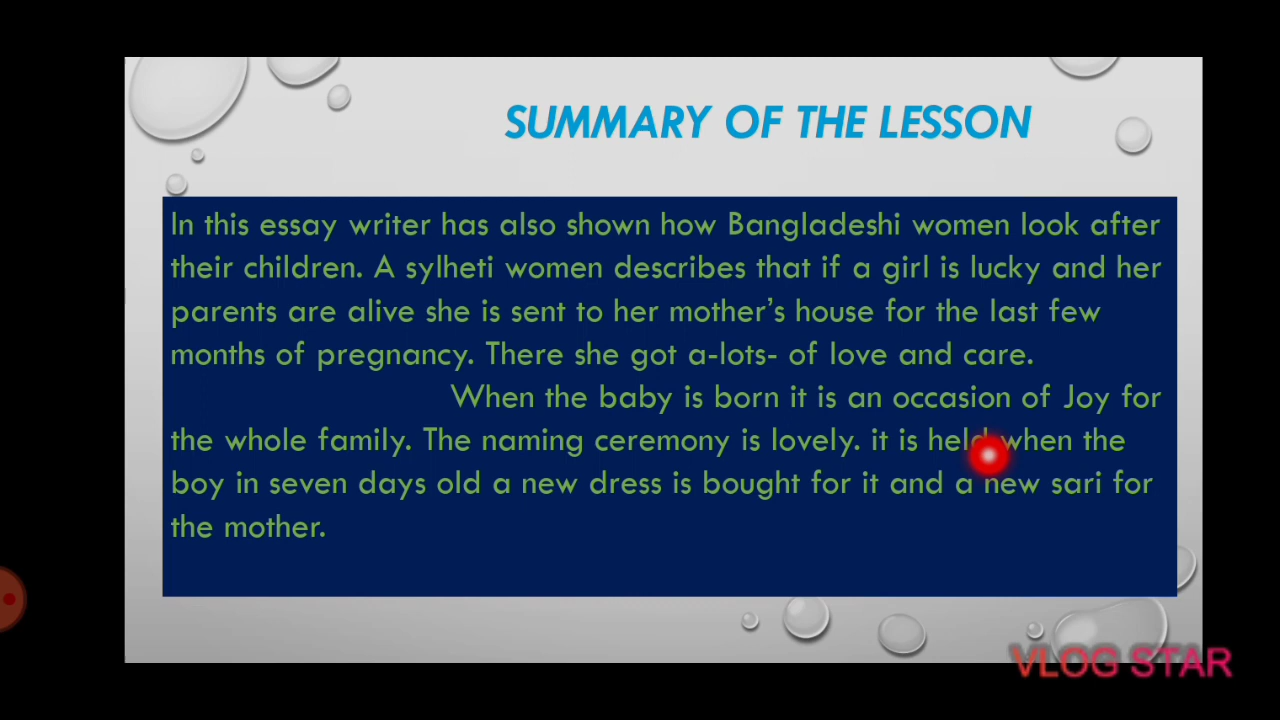 SUMMARY OF THE LESSON
In this essay writer has also shown how Bangladeshi women look after
their children. A sylheti women describes that if a girl is lucky and her
parents are alive she is sent to her mother’s house for the last few
months of pregnancy. There she got a-lots- of love and care.
When the baby is born it is an occasion of Joy for
the whole family. The naming ceremony is lovely. it is held when the
boy in seven days old a new dress is bought for it and a new sari for
the mother.
VLOG STAR